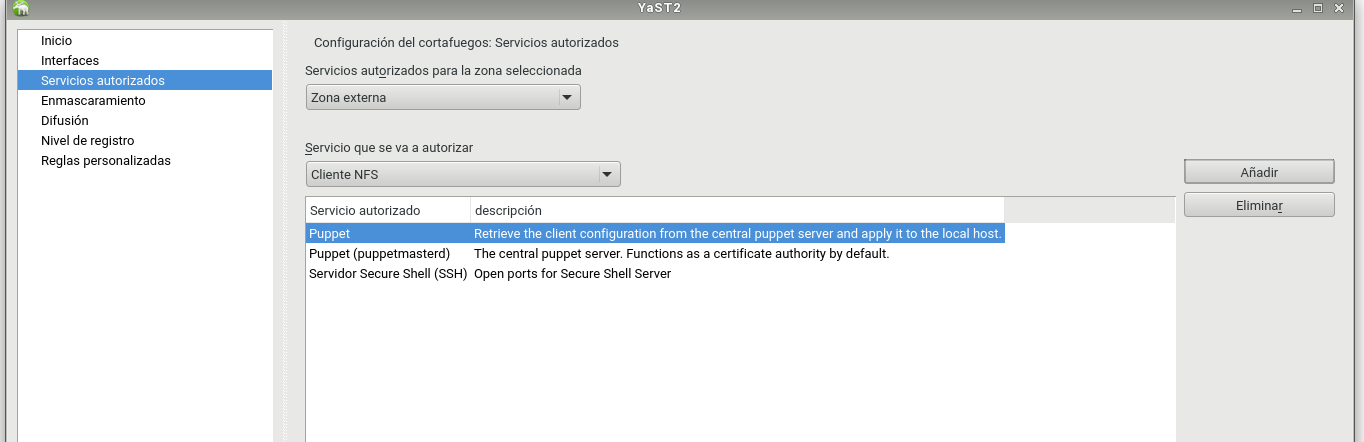 YaST2
Inicio
Interfaces
Servicios autorizados
Enmascaramiento
Difusión
Nivel de registro
Reglas personalizadas
Configuración del cortafuegos: Servicios autorizados
Servicios autorizados para la zona seleccionada
Zona externa
Servicio que se va a autorizar
Cliente NFS
Añadir
Eliminar
Servicio autorizado descripción
Puppet Retrieve the client configuration from the central puppet server and apply it to the local host.
Puppet (puppetmasterd) The central puppet server. Functions as a certificate authority by default.
Servidor Secure Shell (SSH) Open ports for Secure Shell Server